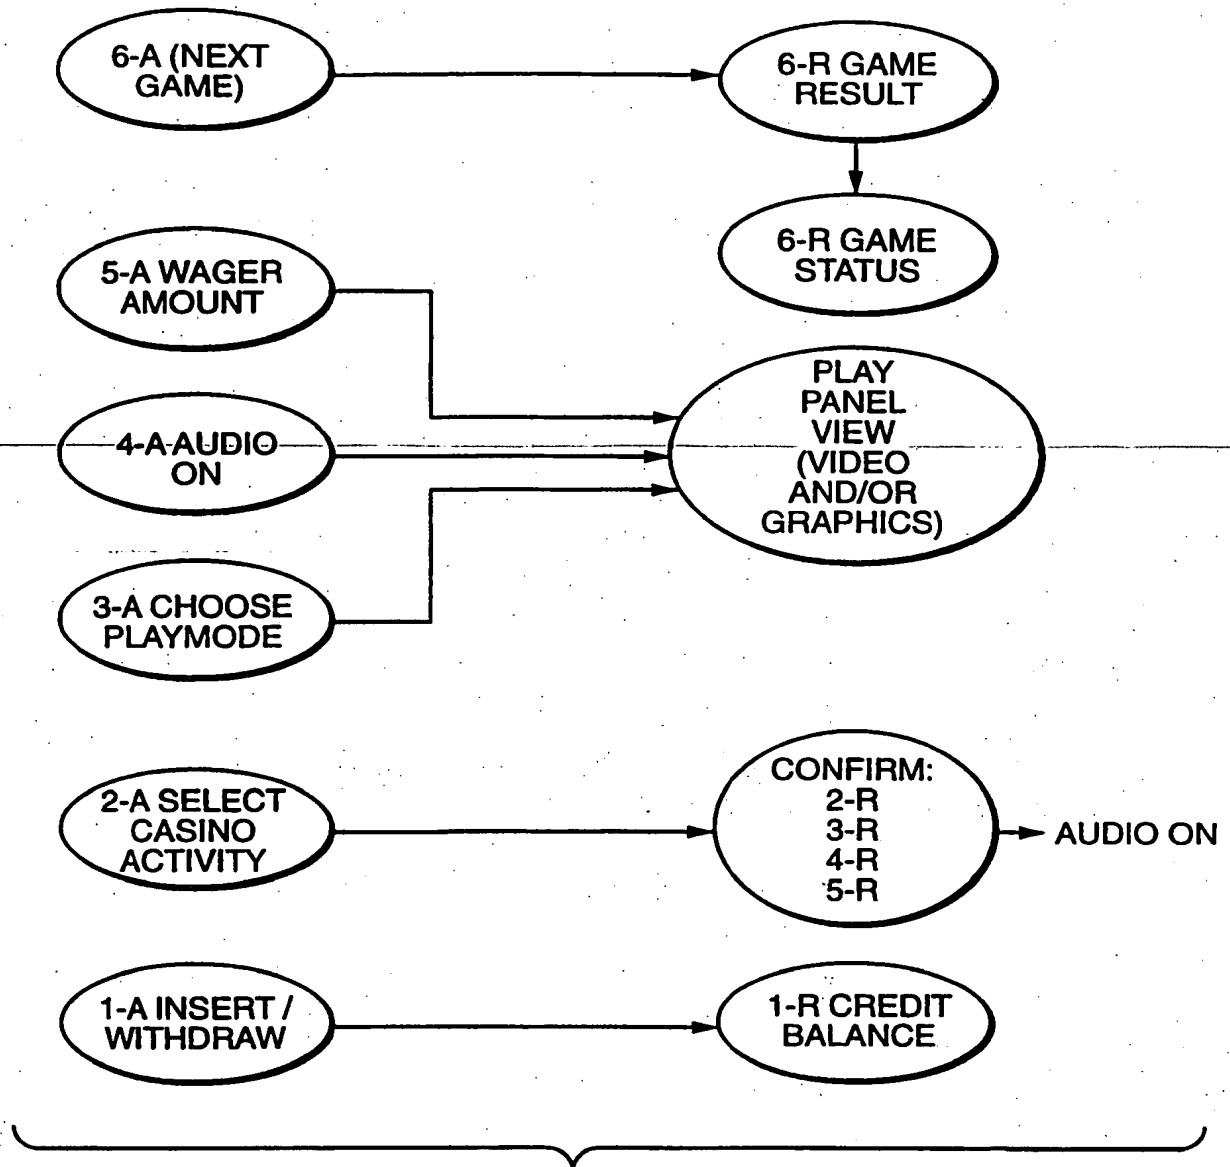 6-A (NEXT
GAME)
6-R GAME
RESULT
6-R GAME
STATUS
5-A WAGER
AMOUNT
PLAY
PANEL
VIEW
(VIDEO
AND/OR
GRAPHICS)
4-A AUDIO
ON
3-A CHOOSE
PLAYMODE
2-A SELECT
CASINO
ACTIVITY
CONFIRM:
2-R
3-R
4-R
5-R
AUDIO ON
1-A INSERT /
WITHDRAW
1-R CREDIT
BALANCE